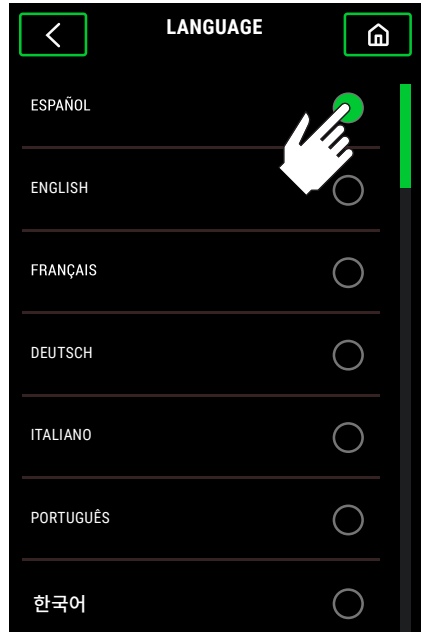 LANGUAGE
ESPAÑOL
ENGLISH
FRANÇAIS
DEUTSCH
ITALIANO
PORTUGUÊS
한국어